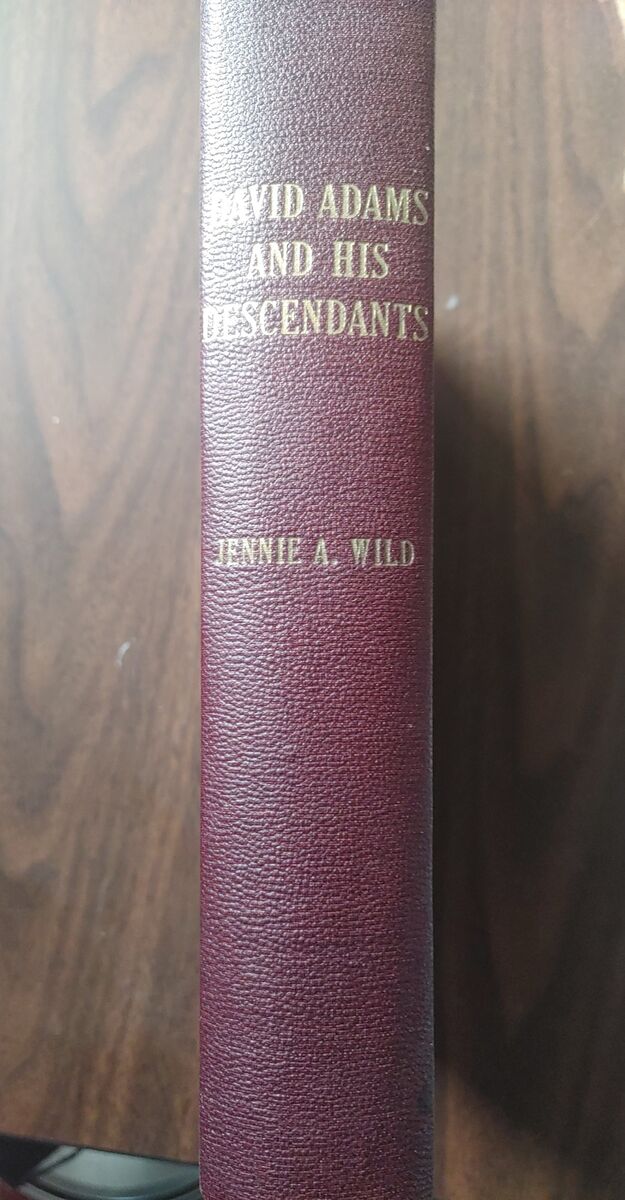 DAVID ADAMS
AND HIS
DESCENDANTS
JENNIE A. WILD